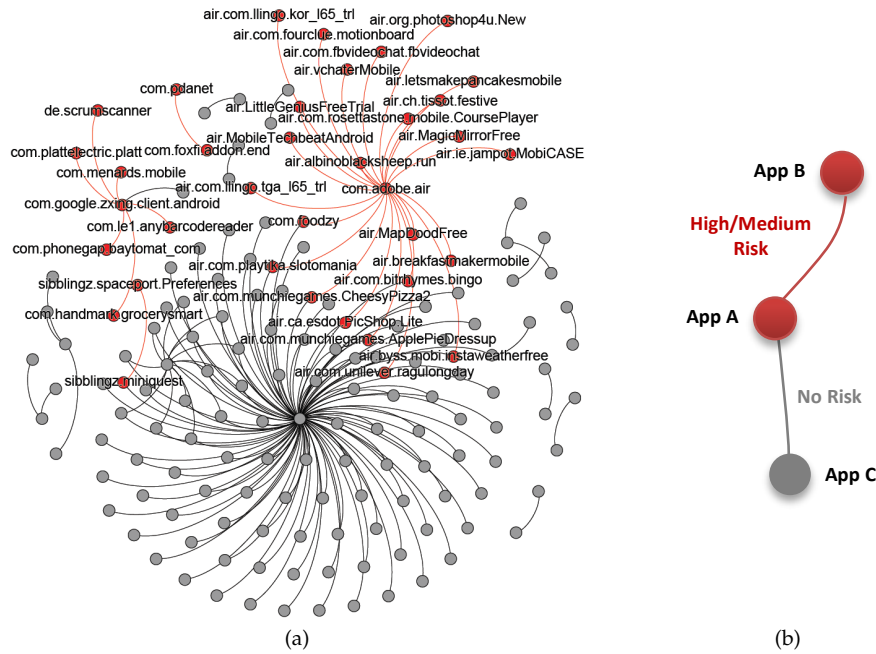 air.com.llingo.kor_l65_trl
air.org.photoshop4u.New
air.com.fourclue.motionboard
air.com.fbvideochat.fbvideochat
air.vchaterMobile
air.letsmakepancakesmobile
com.pdanet
air.ch.tissot.festive
de.scrumscanner
air.LittleGeniusFreeTrial
air.com.rosettastone.mobile.CoursePlayer
air.MobileTechbeatAndroid
air.MagicMirrorFree
com.plattelectric.platt
com.foxfi.addon.end
air.albinoblacksheep.run
air.ie.jampot.MobiCASE
com.menards.mobile
air.com.llingo.tga_l65_trl
com.adobe.air
com.google.zxing.client.android
com.le1.anybarcodereader
com.foodzy
air.MapDoodFree
com.phonegap.baytomat_com
air.com.playtika.slotomania
air.breakfastmakermobile
sibblingz.spaceport.Preferences
air.com.bitrhymes.bingo
air.com.munchiegames.CheesyPizza2
com.handmark.grocerysmart
air.ca.esdot.PicShop.Lite
air.com.munchiegames.ApplePieDressup
air.byss.mobi.instaweatherfree
sibblingz.miniquest
air.com.unilever.ragulongday
(a)
App B
High/Medium
Risk
App A
No Risk
App C
(b)